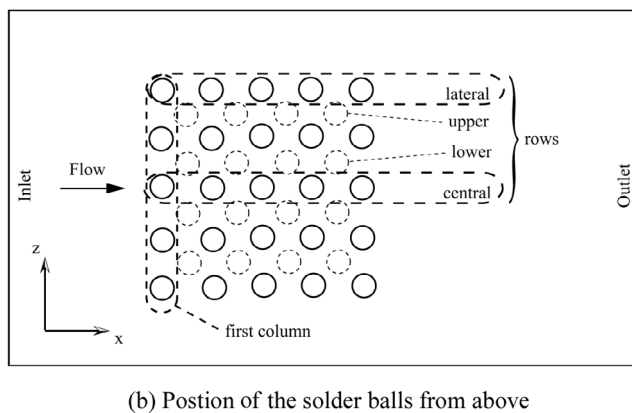 lateral
upper
rows
lower
Flow
central
Inlet
Outlet
z
x
first column
(b) Postion of the solder balls from above